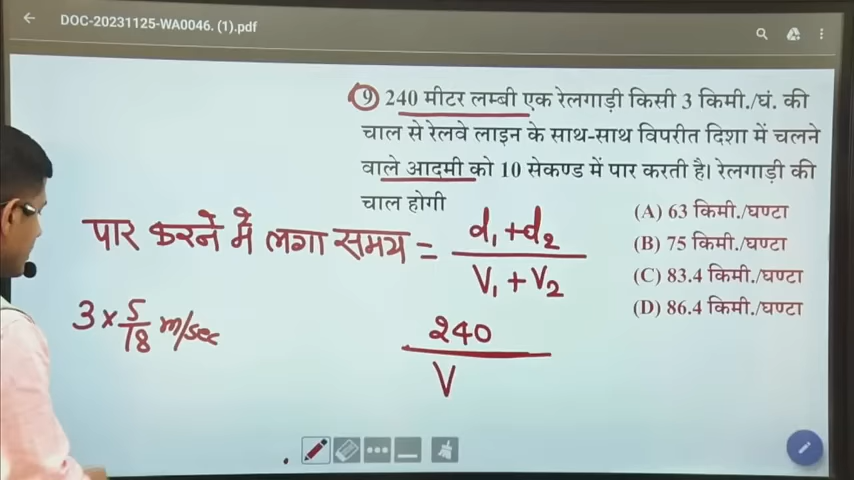 DOC-20231125-WA0046. (1).pdf
9 240 मीटर लम्बी एक रेलगाड़ी किसी 3 किमी./घं. की
चाल से रेलवे लाइन के साथ-साथ विपरीत दिशा में चलने
वाले आदमी को 10 सेकण्ड में पार करती है। रेलगाड़ी की
चाल होगी
(A) 63 किमी./घण्टा
(B) 75 किमी./घण्टा
(C) 83.4 किमी./घण्टा
(D) 86.4 किमी./घण्टा
पार करने मे लगा समय = d₁+d₂
V₁+V₂
3×5/18 m/sec
240
V